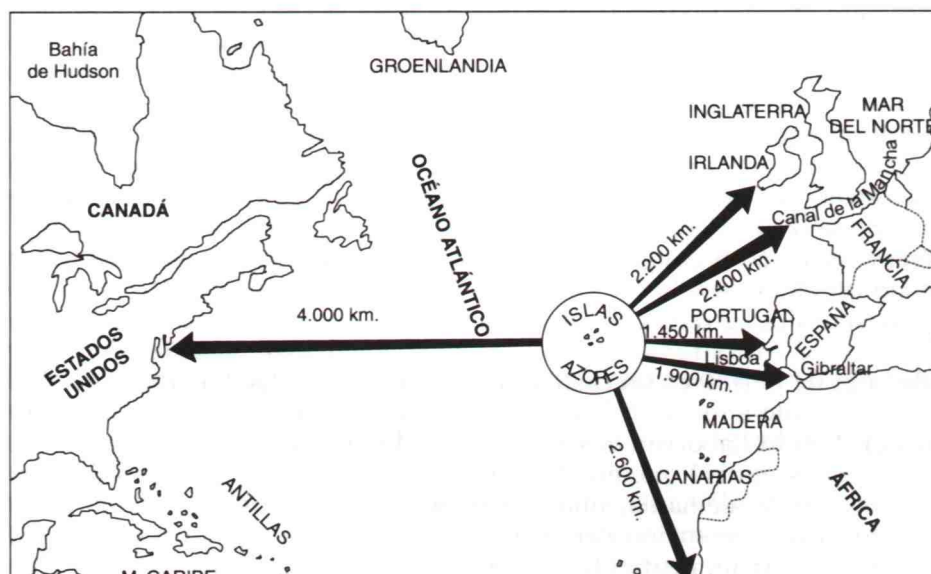 Bahía
de Hudson
GROENLANDIA
INGLATERRA
MAR
DEL NORTE
IRLANDA
Canal de la Mancha
CANADÁ
OCÉANO ATLÁNTICO
FRANCIA
2.200 km.
2.400 km.
4.000 km.
ISLAS
AZORES
PORTUGAL
ESPAÑA
1.450 km.
Lisboa
Gibraltar
1.900 km.
ESTADOS
UNIDOS
MADERA
2.600 km.
CANARIAS
ÁFRICA
ANTILLAS
M. CARIBE